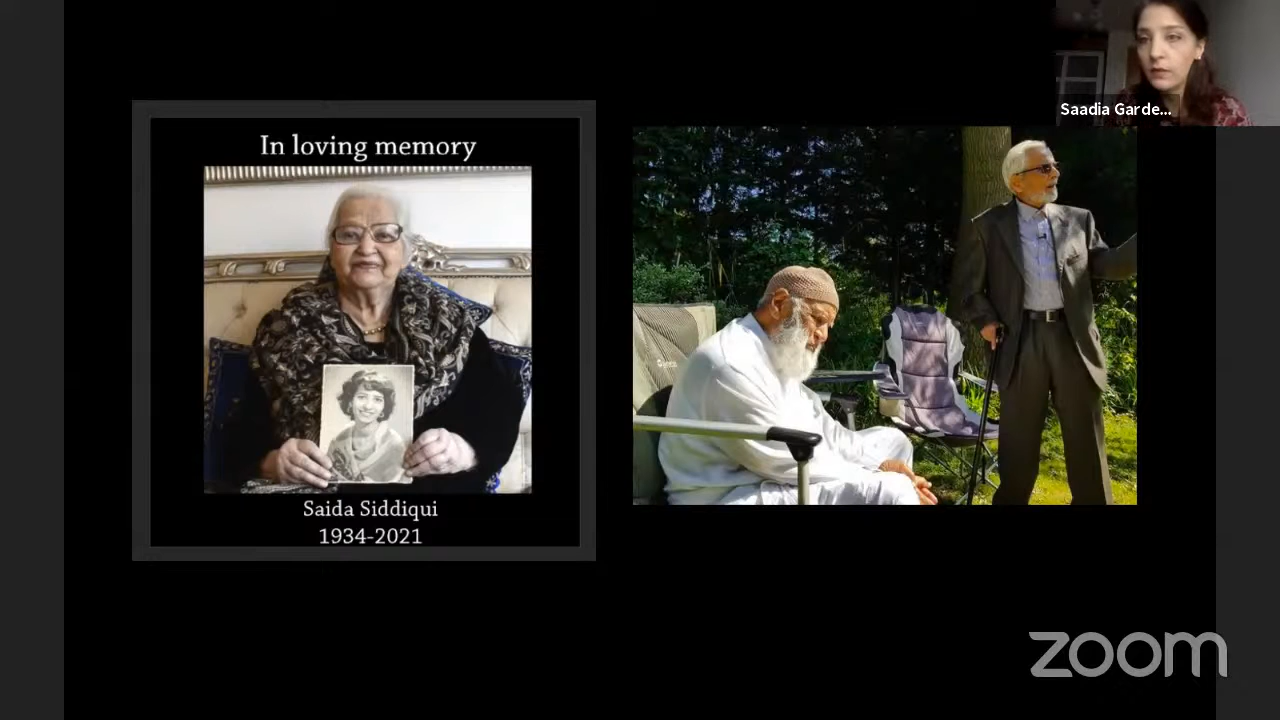 Saadia Garde...
In loving memory
Saida Siddiqui
1934-2021
zoom